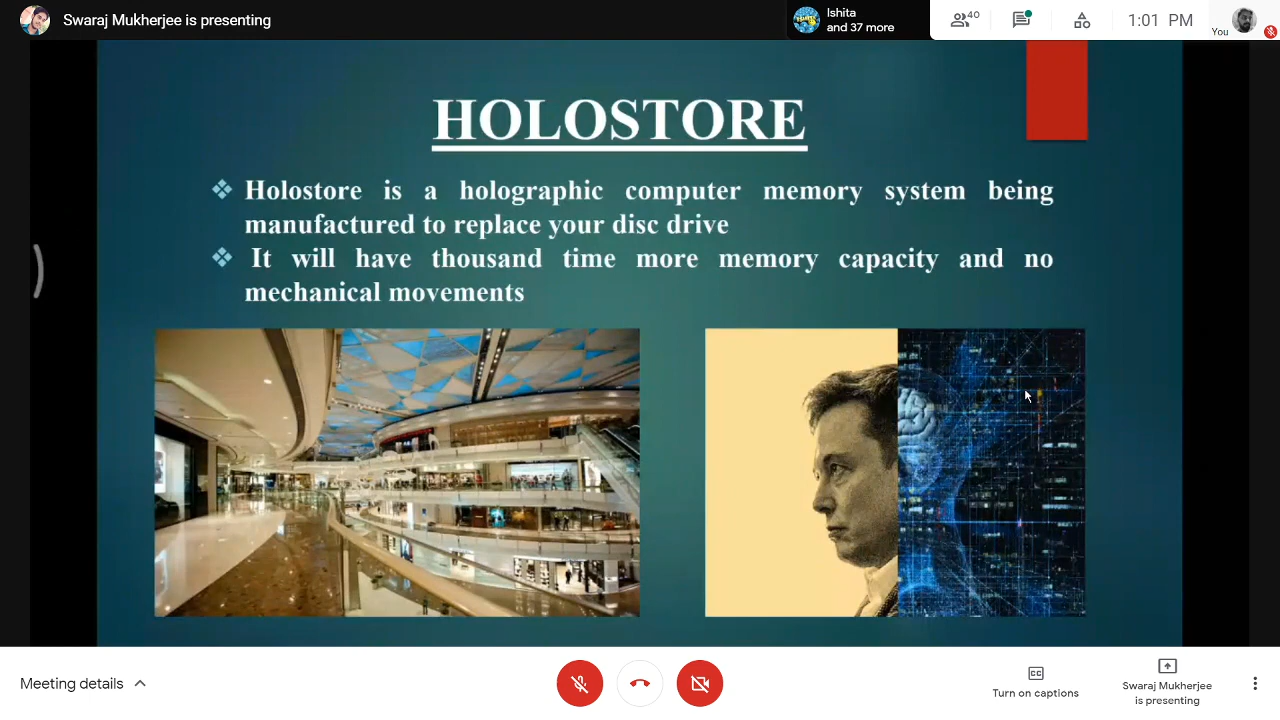 Swaraj Mukherjee is presenting
Ishita
and 37 more
40
1:01 PM
You
HOLOSTORE
Holostore is a holographic computer memory system being
manufactured to replace your disc drive
It will have thousand time more memory capacity and no
mechanical movements
Meeting details
CC
Turn on captions
Swaraj Mukherjee
is presenting